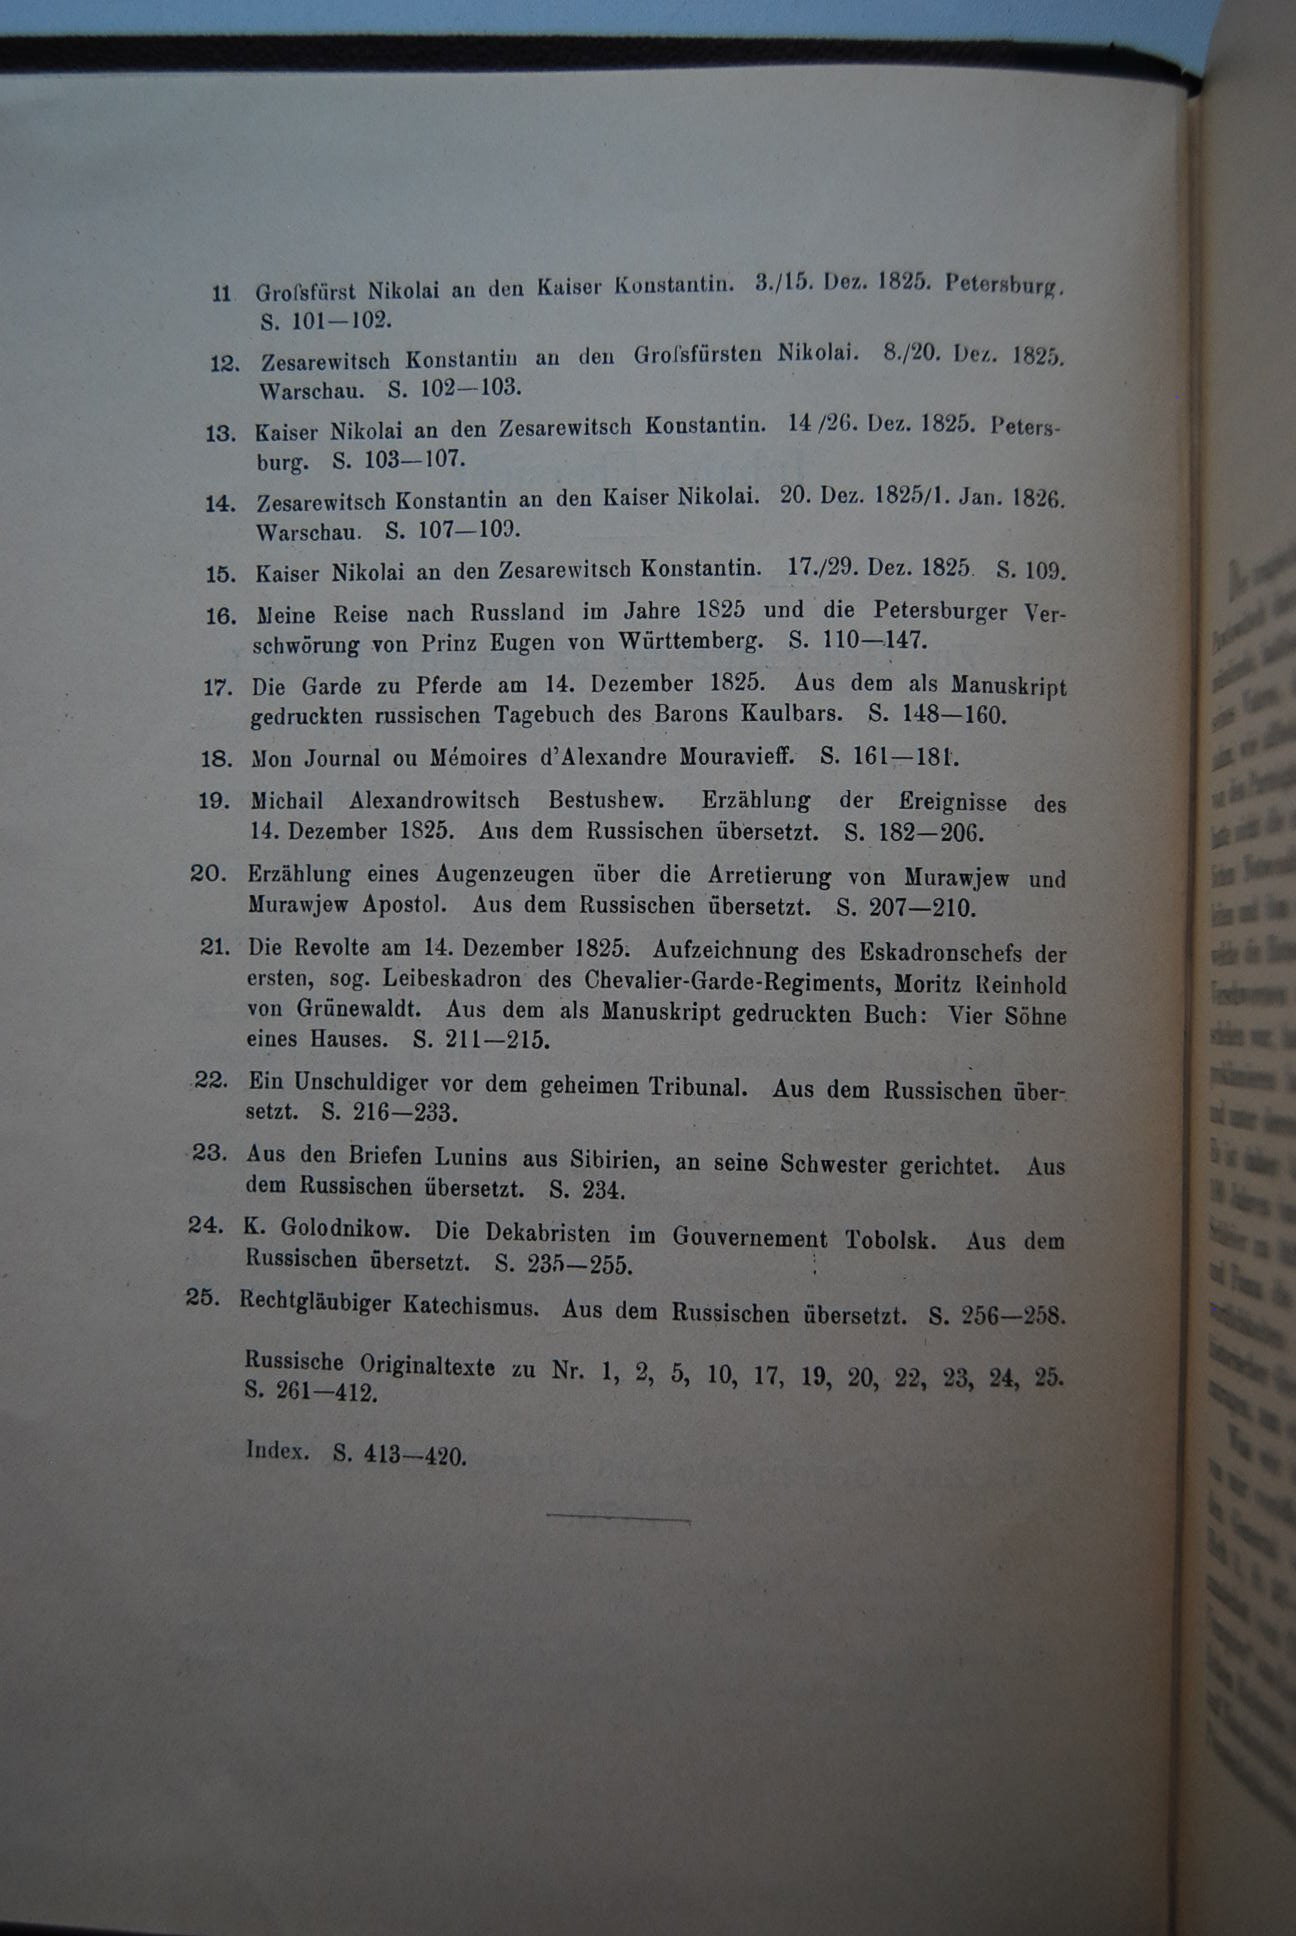 11 Groſsfürst Nikolai an den Kaiser Konstantin. 3./15. Dez. 1825. Petersburg.
S. 101—102.
12. Zesarewitsch Konstantin an den Groſsfürsten Nikolai. 8./20. Dez. 1825.
Warschau. S. 102—103.
13. Kaiser Nikolai an den Zesarewitsch Konstantin. 14/26. Dez. 1825. Peters-
burg. S. 103—107.
14. Zesarewitsch Konstantin an den Kaiser Nikolai. 20. Dez. 1825/1. Jan. 1826.
Warschau. S. 107—109.
15. Kaiser Nikolai an den Zesarewitsch Konstantin. 17./29. Dez. 1825. S. 109.
16. Meine Reise nach Russland im Jahre 1825 und die Petersburger Ver-
schwörung von Prinz Eugen von Württemberg. S. 110—147.
17. Die Garde zu Pferde am 14. Dezember 1825. Aus dem als Manuskript
gedruckten russischen Tagebuch des Barons Kaulbars. S. 148—160.
18. Mon Journal ou Mémoires d'Alexandre Mouravieff. S. 161—181.
19. Michail Alexandrowitsch Bestushew. Erzählung der Ereignisse des
14. Dezember 1825. Aus dem Russischen übersetzt. S. 182—206.
20. Erzählung eines Augenzeugen über die Arretierung von Murawjew und
Murawjew Apostol. Aus dem Russischen übersetzt. S. 207—210.
21. Die Revolte am 14. Dezember 1825. Aufzeichnung des Eskadronschefs der
ersten, sog. Leibeskadron des Chevalier-Garde-Regiments, Moritz Reinhold
von Grünewaldt. Aus dem als Manuskript gedruckten Buch: Vier Söhne
eines Hauses. S. 211—215.
22. Ein Unschuldiger vor dem geheimen Tribunal. Aus dem Russischen über-
setzt. S. 216—233.
23. Aus den Briefen Lunins aus Sibirien, an seine Schwester gerichtet. Aus
dem Russischen übersetzt. S. 234.
24. K. Golodnikow. Die Dekabristen im Gouvernement Tobolsk. Aus dem
Russischen übersetzt. S. 235—255.
25. Rechtgläubiger Katechismus. Aus dem Russischen übersetzt. S. 256—258.
Russische Originaltexte zu Nr. 1, 2, 5, 10, 17, 19, 20, 22, 23, 24, 25.
S. 261—412.
Index. S. 413—420.